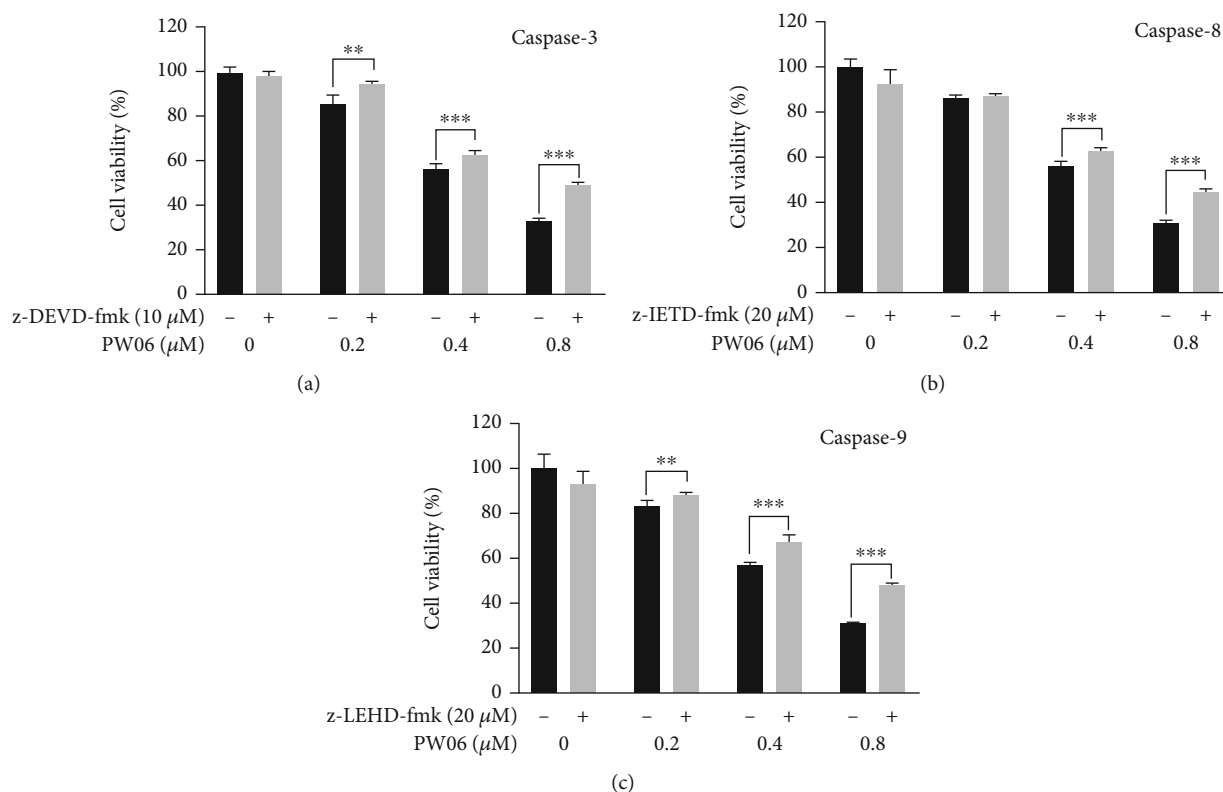 Caspase-3
Cell viability (%)
120
100
80
60
40
20
0
**
***
***
z-DEVD-fmk (10 μM) – + – + – + – +
PW06 (μM) 0 0.2 0.4 0.8
(a)
Caspase-8
Cell viability (%)
120
100
80
60
40
20
0
***
***
z-IETD-fmk (20 μM) – + – + – + – +
PW06 (μM) 0 0.2 0.4 0.8
(b)
Caspase-9
Cell viability (%)
120
100
80
60
40
20
0
**
***
***
z-LEHD-fmk (20 μM) – + – + – + – +
PW06 (μM) 0 0.2 0.4 0.8
(c)